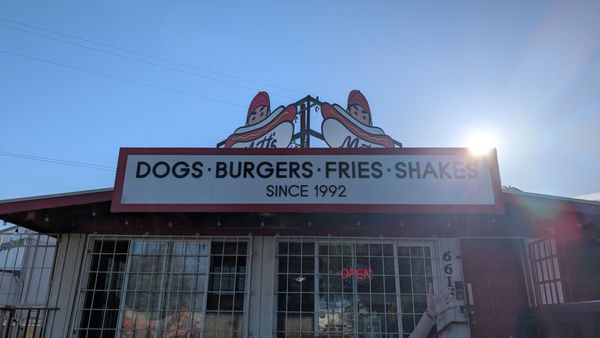 DOGS · BURGERS · FRIES · SHAKES
SINCE 1992
OPEN